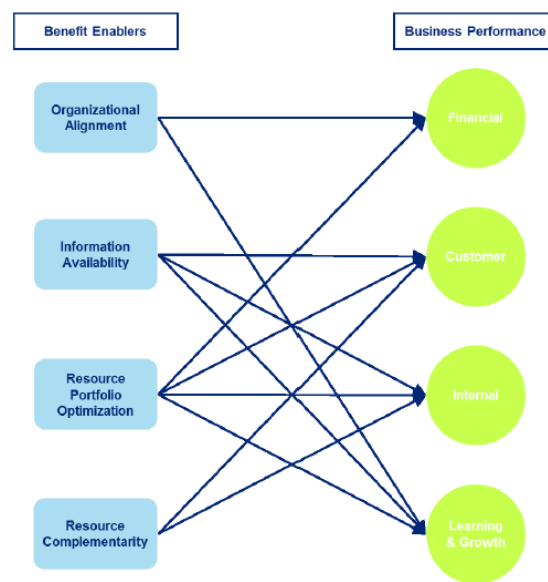 Benefit Enablers
Business Performance
Organizational
Alignment
Financial
Information
Availability
Customer
Resource
Portfolio
Optimization
Internal
Resource
Complementarity
Learning
& Growth